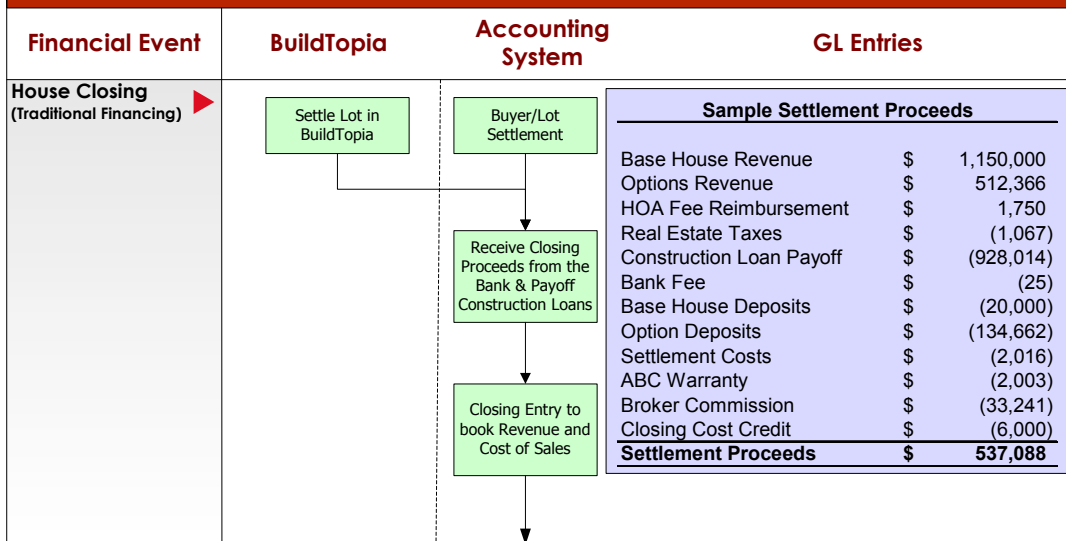 Financial Event
BuildTopia
Accounting
System
GL Entries
House Closing
(Traditional Financing)
Settle Lot in
BuildTopia
Buyer/Lot
Settlement
Receive Closing
Proceeds from the
Bank & Payoff
Construction Loans
Closing Entry to
book Revenue and
Cost of Sales
Sample Settlement Proceeds
Base House Revenue $ 1,150,000
Options Revenue $ 512,366
HOA Fee Reimbursement $ 1,750
Real Estate Taxes $ (1,067)
Construction Loan Payoff $ (928,014)
Bank Fee $ (25)
Base House Deposits $ (20,000)
Option Deposits $ (134,662)
Settlement Costs $ (2,016)
ABC Warranty $ (2,003)
Broker Commission $ (33,241)
Closing Cost Credit $ (6,000)
Settlement Proceeds $ 537,088